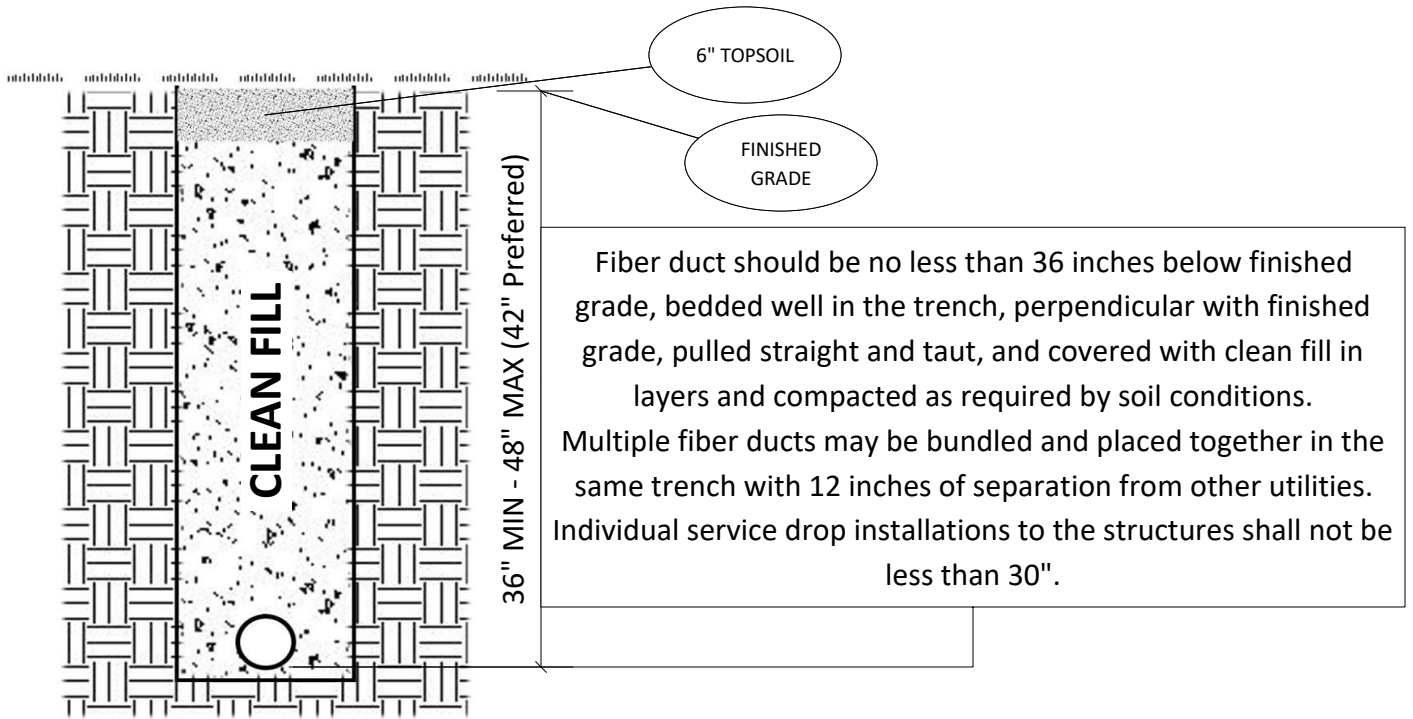 6" TOPSOIL
FINISHED
GRADE
36" MIN - 48" MAX (42" Preferred)
CLEAN FILL
Fiber duct should be no less than 36 inches below finished
grade, bedded well in the trench, perpendicular with finished
grade, pulled straight and taut, and covered with clean fill in
layers and compacted as required by soil conditions.
Multiple fiber ducts may be bundled and placed together in the
same trench with 12 inches of separation from other utilities.
Individual service drop installations to the structures shall not be
less than 30".